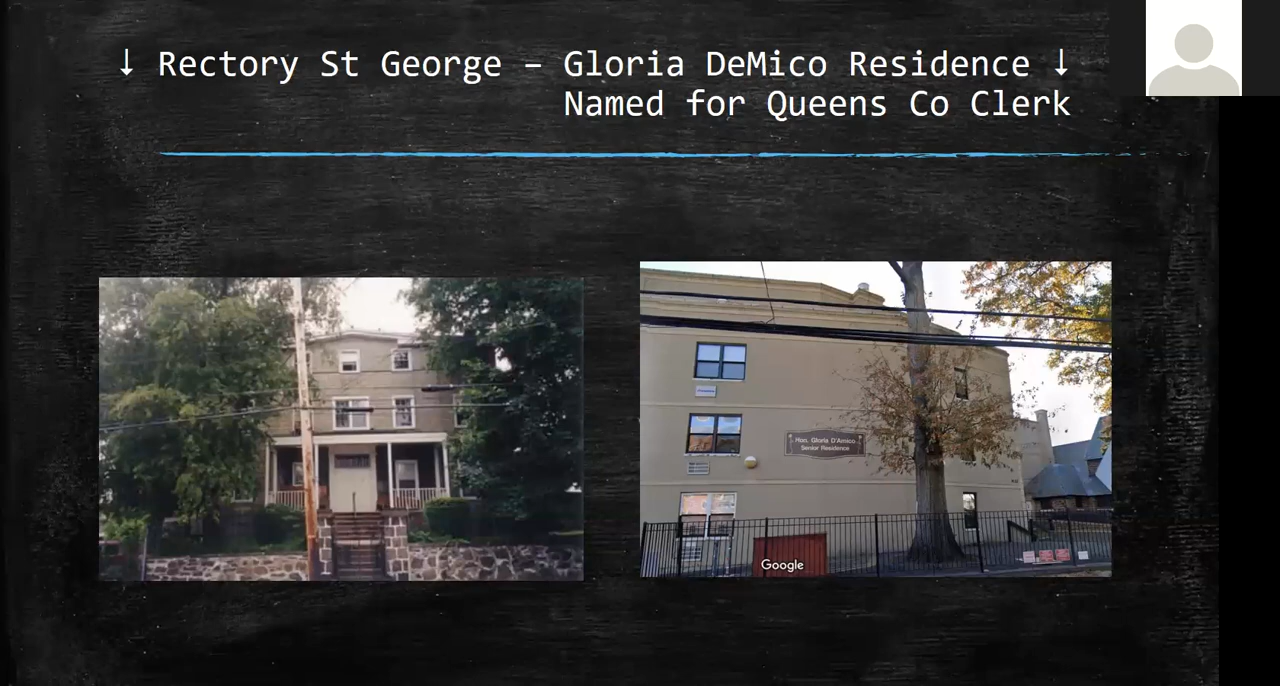 ↓ Rectory St George – Gloria DeMico Residence ↓
Named for Queens Co Clerk
Hon. Gloria D'Amico
Senior Residence
Google